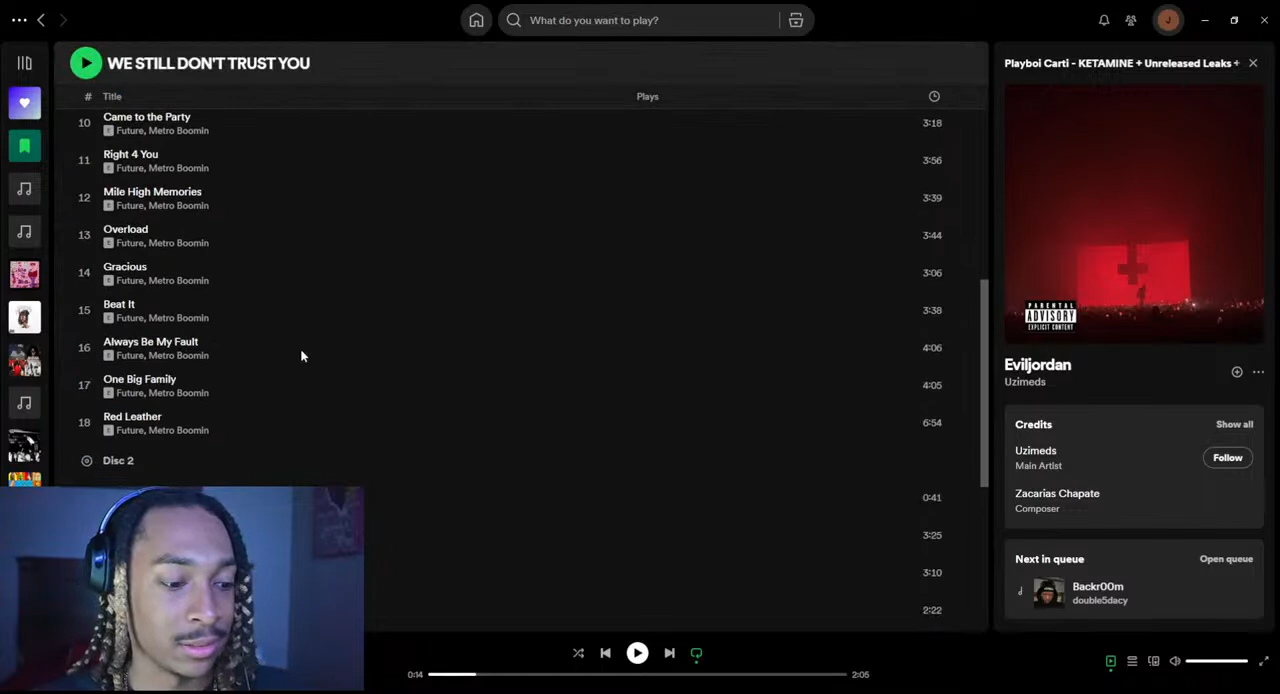 What do you want to play?
J
WE STILL DON'T TRUST YOU
# Title Plays
10 Came to the Party 3:18
E Future, Metro Boomin
11 Right 4 You 3:56
E Future, Metro Boomin
12 Mile High Memories 3:39
E Future, Metro Boomin
13 Overload 3:44
E Future, Metro Boomin
14 Gracious 3:06
E Future, Metro Boomin
15 Beat It 3:38
E Future, Metro Boomin
16 Always Be My Fault 4:06
E Future, Metro Boomin
17 One Big Family 4:05
E Future, Metro Boomin
18 Red Leather 6:54
E Future, Metro Boomin
Disc 2
0:41
3:25
3:10
2:22
Playboi Carti - KETAMINE + Unreleased Leaks +
PARENTAL
ADVISORY
EXPLICIT CONTENT
Eviljordan
Uzimeds
Credits Show all
Uzimeds
Main Artist
Follow
Zacarias Chapate
Composer
Next in queue Open queue
Backr00m
double5dacy
0:14 2:05